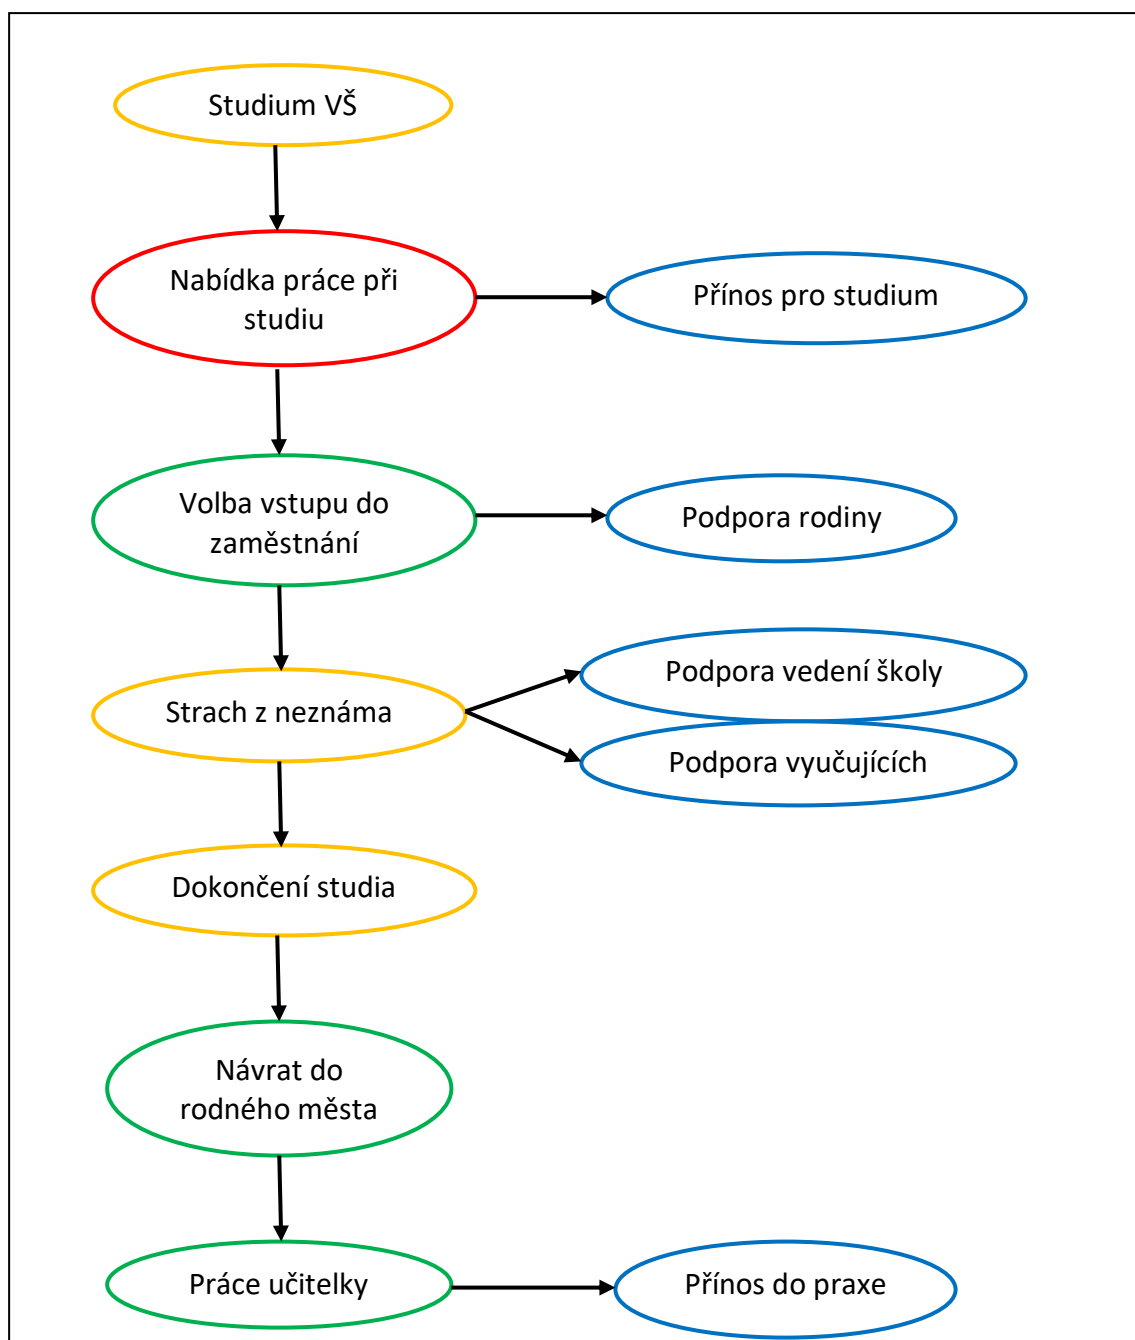 Studium VŠ
Nabídka práce při
studiu
Přínos pro studium
Volba vstupu do
zaměstnání
Podpora rodiny
Strach z neznáma
Podpora vedení školy
Podpora vyučujících
Dokončení studia
Návrat do
rodného města
Práce učitelky
Přínos do praxe